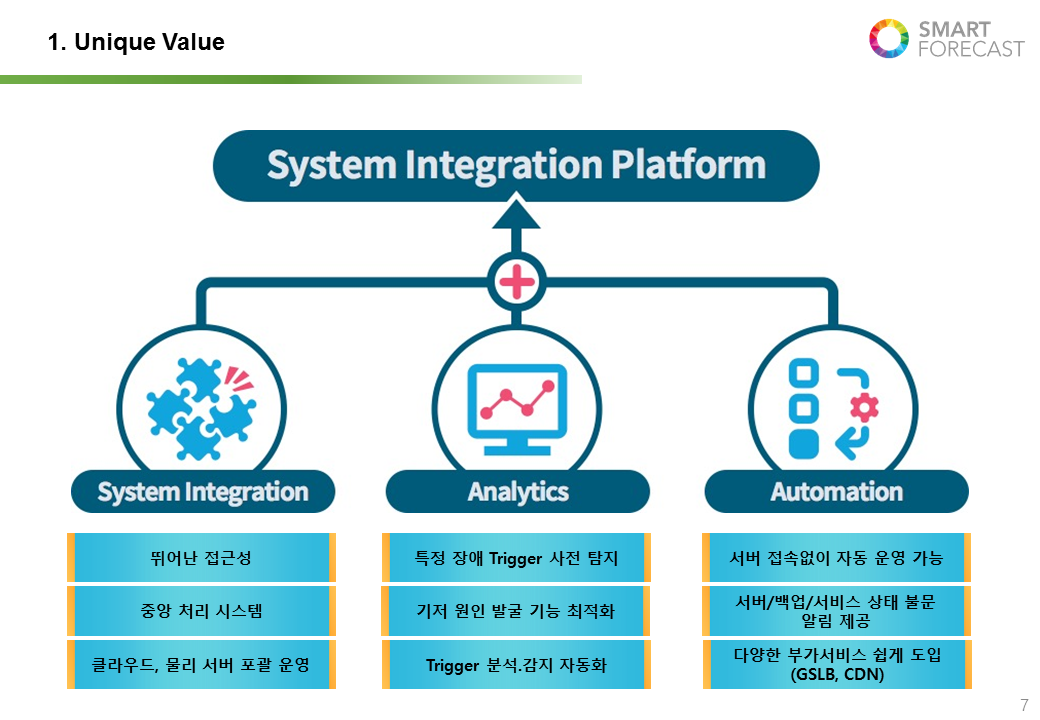 1. Unique Value
SMART
FORECAST
System Integration Platform
System Integration
Analytics
Automation
뛰어난 접근성
특정 장애 Trigger 사전 탐지
서버 접속없이 자동 운영 가능
중앙 처리 시스템
기저 원인 발굴 기능 최적화
서버/백업/서비스 상태 불문
알림 제공
클라우드, 물리 서버 포괄 운영
Trigger 분석.감지 자동화
다양한 부가서비스 쉽게 도입
(GSLB, CDN)
7